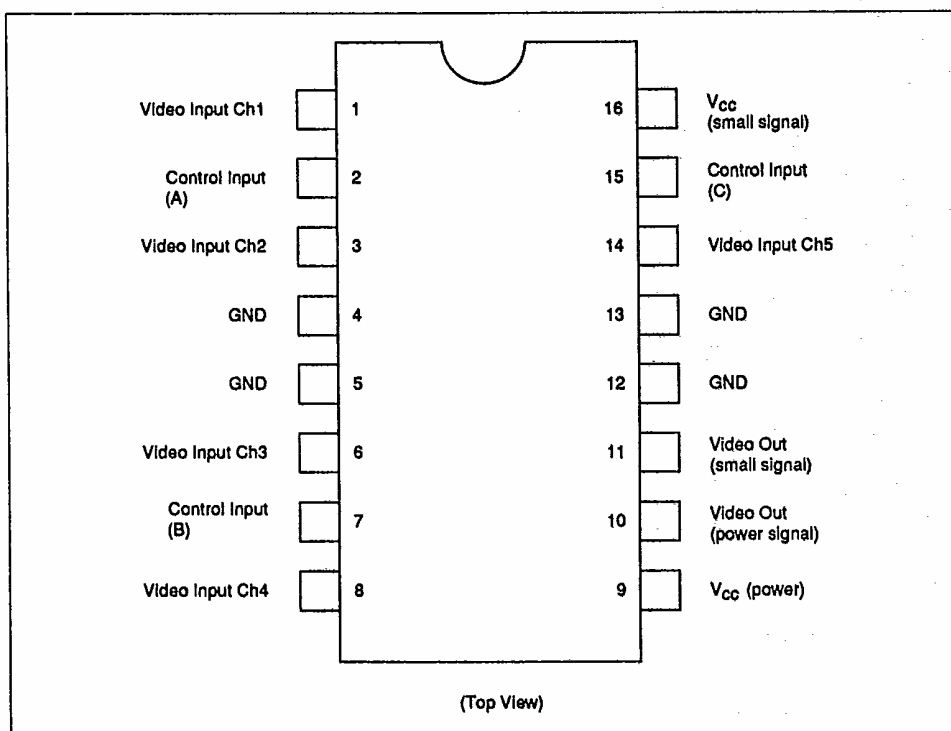 Video Input Ch1
1
16
VCC
(small signal)
Control Input
(A)
2
15
Control Input
(C)
Video Input Ch2
3
14
Video Input Ch5
GND
4
13
GND
GND
5
12
GND
Video Input Ch3
6
11
Video Out
(small signal)
Control Input
(B)
7
10
Video Out
(power signal)
Video Input Ch4
8
9
VCC (power)
(Top View)